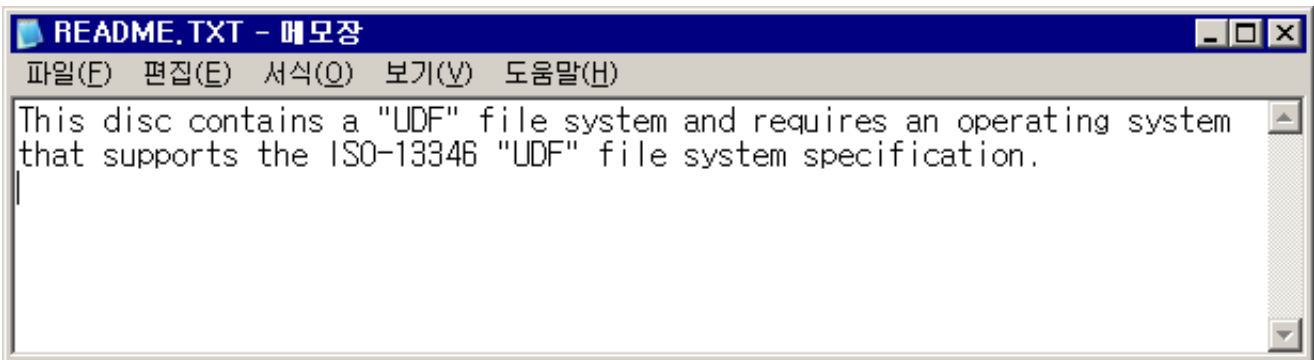 README.TXT - 메모장
파일(F) 편집(E) 서식(O) 보기(V) 도움말(H)
This disc contains a "UDF" file system and requires an operating system
that supports the ISO-13346 "UDF" file system specification.